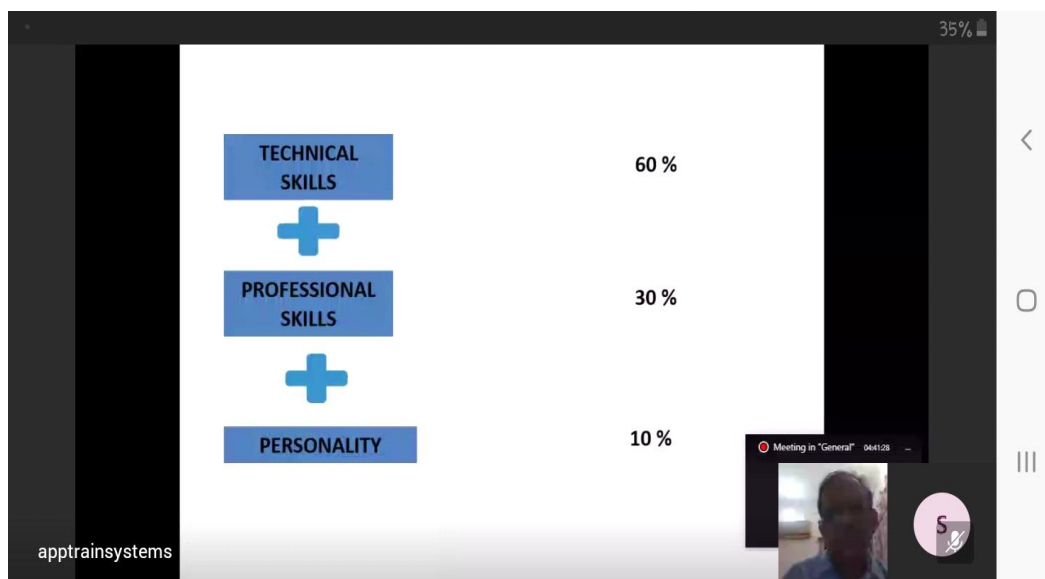 35%
TECHNICAL
SKILLS
60 %
PROFESSIONAL
SKILLS
30 %
PERSONALITY
10 %
Meeting in "General" 04:41:28
S
apptrainsystems